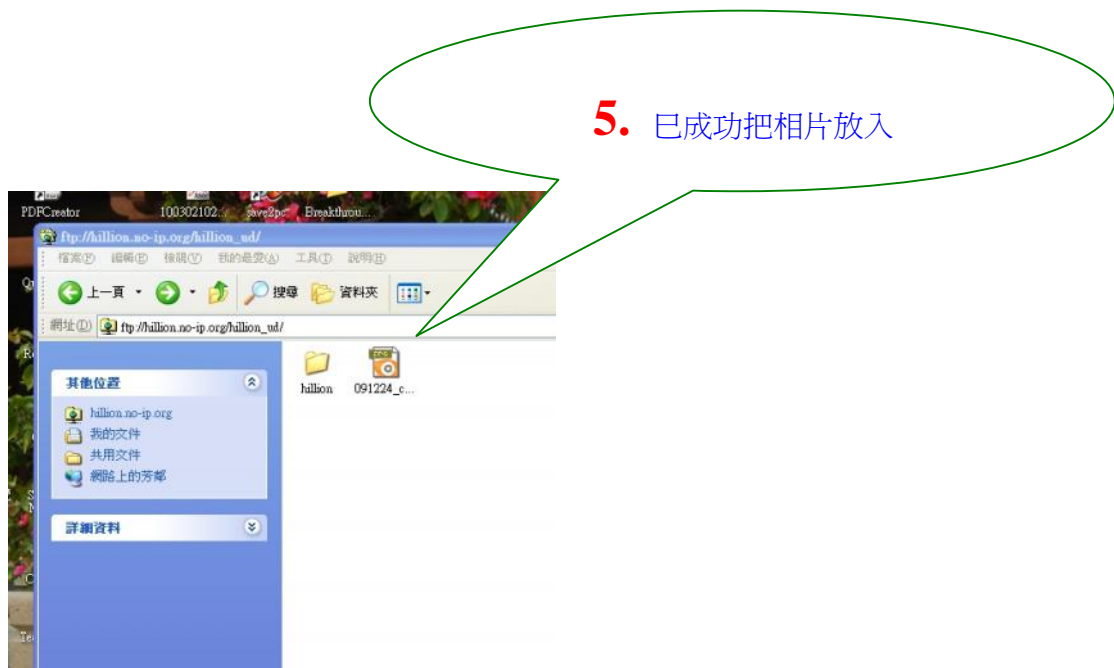 5. 巳成功把相片放入
PDFCreator 100302102... save2pc Breakthrou...
ftp://hillion.no-ip.org/hillion_ud/
檔案(F) 編輯(E) 檢視(V) 我的最愛(A) 工具(T) 說明(H)
上一頁 搜尋 資料夾
網址(D) ftp://hillion.no-ip.org/hillion_ud/
其他位置
hillion 091224_c...
hillion.no-ip.org
我的文件
共用文件
網路上的芳鄰
詳細資料